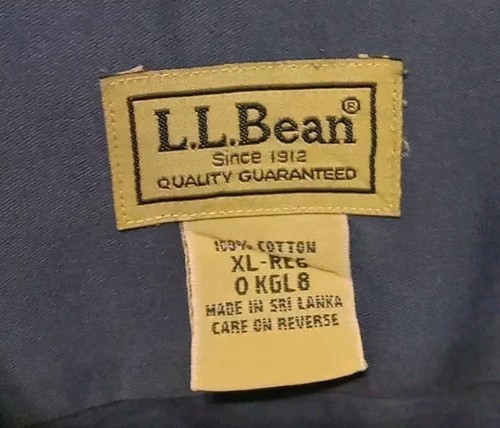 L.L.Bean®
Since 1912
QUALITY GUARANTEED
100% COTTON
XL-REG
0 KGL8
MADE IN SRI LANKA
CARE ON REVERSE